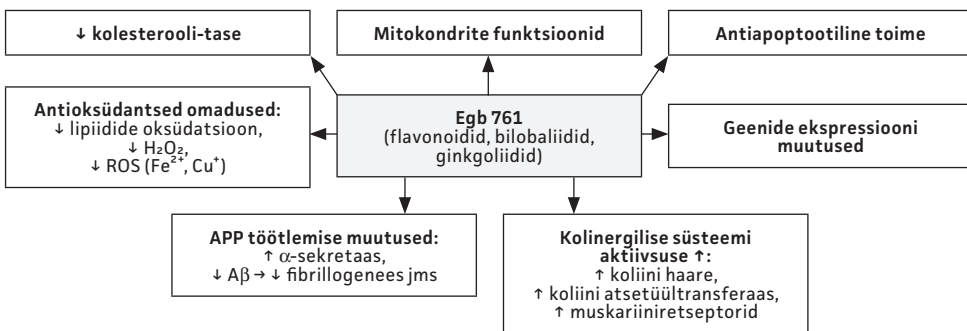 ↓ kolesterooli-tase
Mitokondrite funktsioonid
Antiapoptootiline toime
Antioksüdantsed omadused:
↓ lipiidide oksüdatsioon,
↓ H₂O₂,
↓ ROS (Fe²⁺, Cu⁺)
Egb 761
(flavonoidid, bilobaliidid,
ginkgoliidid)
Geenide ekspressiooni
muutused
APP töötlemise muutused:
↑ α-sekretaas,
↓ Aβ → ↓ fibrillogenees jms
Kolinergilise süsteemi
aktiivsuse ↑:
↑ koliini haare,
↑ koliini atsetüültransferaas,
↑ muskariiniretseptorid